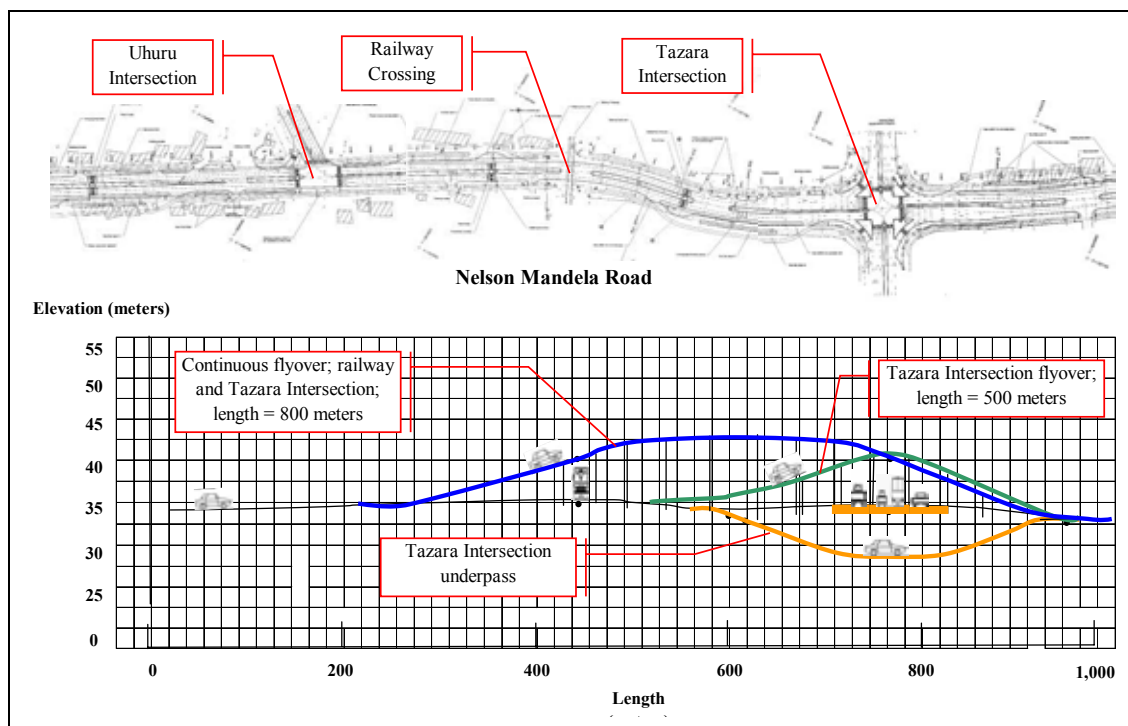 Uhuru
Intersection
Railway
Crossing
Tazara
Intersection
Nelson Mandela Road
Elevation (meters)
55
50
45
40
35
30
25
0
Continuous flyover; railway
and Tazara Intersection;
length = 800 meters
Tazara Intersection flyover;
length = 500 meters
Tazara Intersection
underpass
0
200
400
600
800
1,000
Length